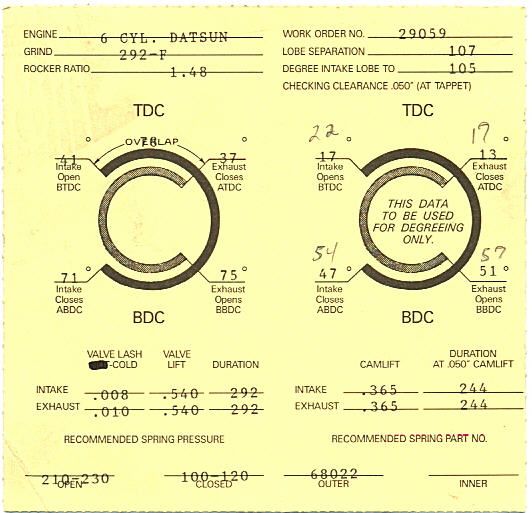 ENGINE 6 CYL. DATSUN
GRIND 292-F
ROCKER RATIO 1.48
WORK ORDER NO. 29059
LOBE SEPARATION 107
DEGREE INTAKE LOBE TO 105
CHECKING CLEARANCE .050" (AT TAPPET)
TDC
78
OVERLAP
41° 37°
Intake Opens BTDC
Exhaust Closes ATDC
71° 75°
Intake Closes ABDC
Exhaust Opens BBDC
BDC
TDC
22 19
17° 13°
Intake Opens BTDC
Exhaust Closes ATDC
THIS DATA
TO BE USED
FOR DEGREEING
ONLY.
54 57
47° 51°
Intake Closes ABDC
Exhaust Opens BBDC
BDC
VALVE LASH -COLD VALVE LIFT DURATION
INTAKE .008 .540 292
EXHAUST .010 .540 292
CAMLIFT DURATION AT .050" CAMLIFT
INTAKE .365 244
EXHAUST .365 244
RECOMMENDED SPRING PRESSURE
210-230 100-120
OPEN CLOSED
RECOMMENDED SPRING PART NO.
68022
OUTER INNER